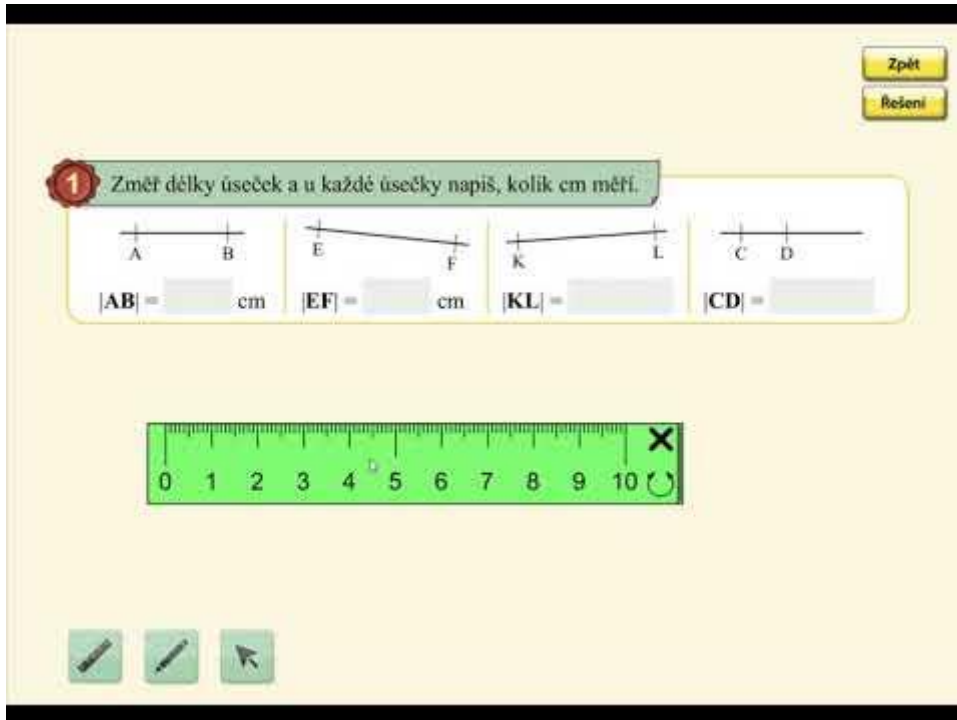 Zpět
Řešení
1 Změř délky úseček a u každé úsečky napiš, kolik cm měří.
A B E F K L C D
|AB| = cm |EF| = cm |KL| = |CD| =
0 1 2 3 4 5 6 7 8 9 10